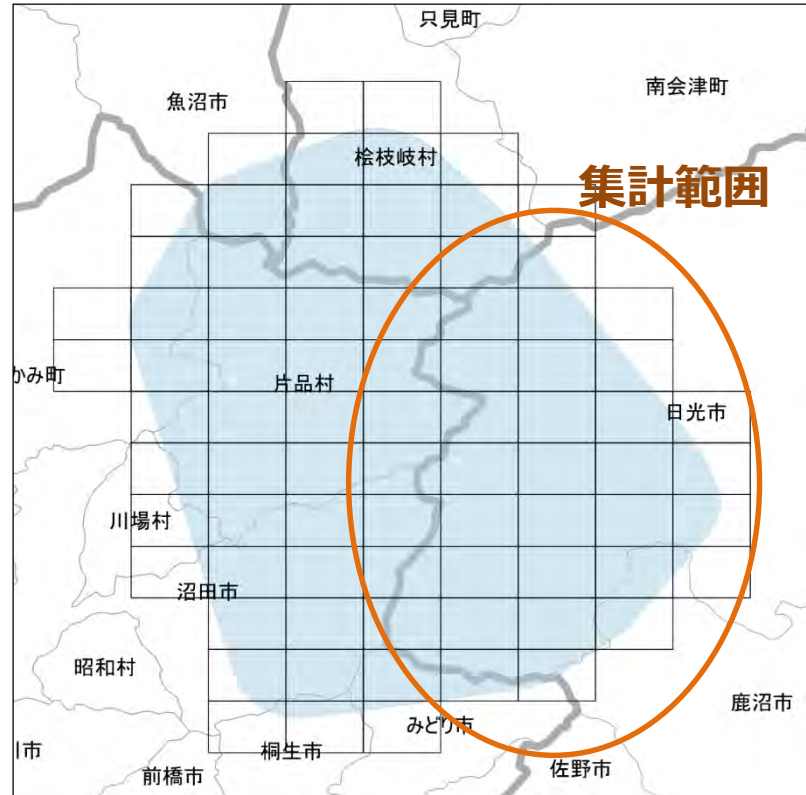 只見町
南会津町
魚沼市
桧枝岐村
集計範囲
かみ町
片品村
日光市
川場村
沼田市
昭和村
鹿沼市
みどり市
川市
桐生市
佐野市
前橋市